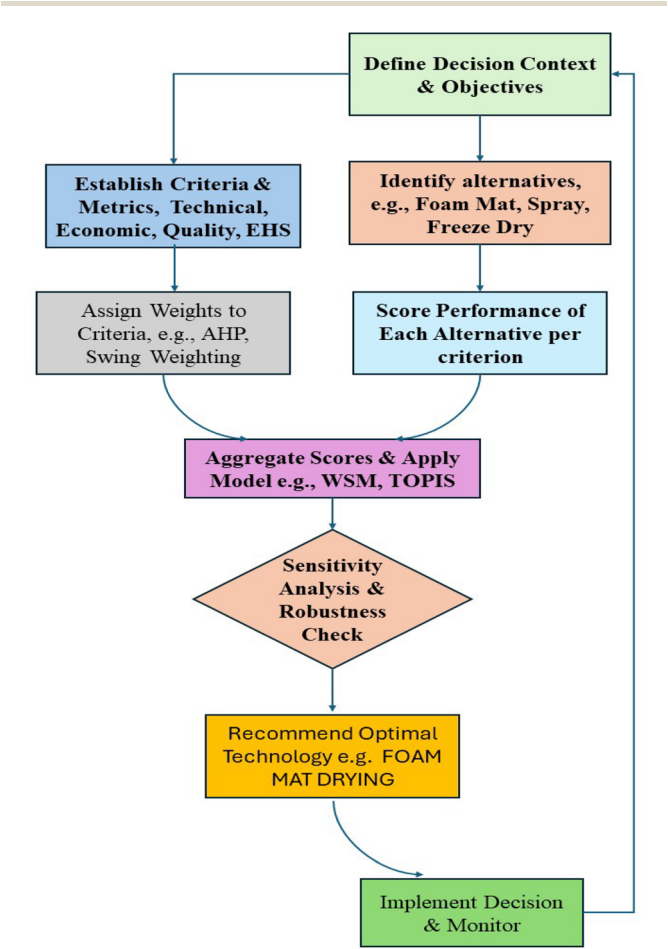 Define Decision Context
& Objectives
Establish Criteria &
Metrics, Technical,
Economic, Quality, EHS
Identify alternatives,
e.g., Foam Mat, Spray,
Freeze Dry
Assign Weights to
Criteria, e.g., AHP,
Swing Weighting
Score Performance of
Each Alternative per
criterion
Aggregate Scores & Apply
Model e.g., WSM, TOPIS
Sensitivity
Analysis &
Robustness
Check
Recommend Optimal
Technology e.g. FOAM
MAT DRYING
Implement Decision
& Monitor